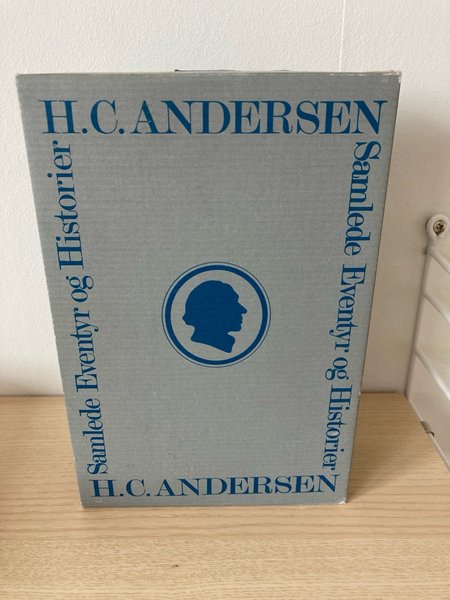 H.C. ANDERSEN
Samlede Eventyr og Historier
Samlede Eventyr og Historier
H.C. ANDERSEN